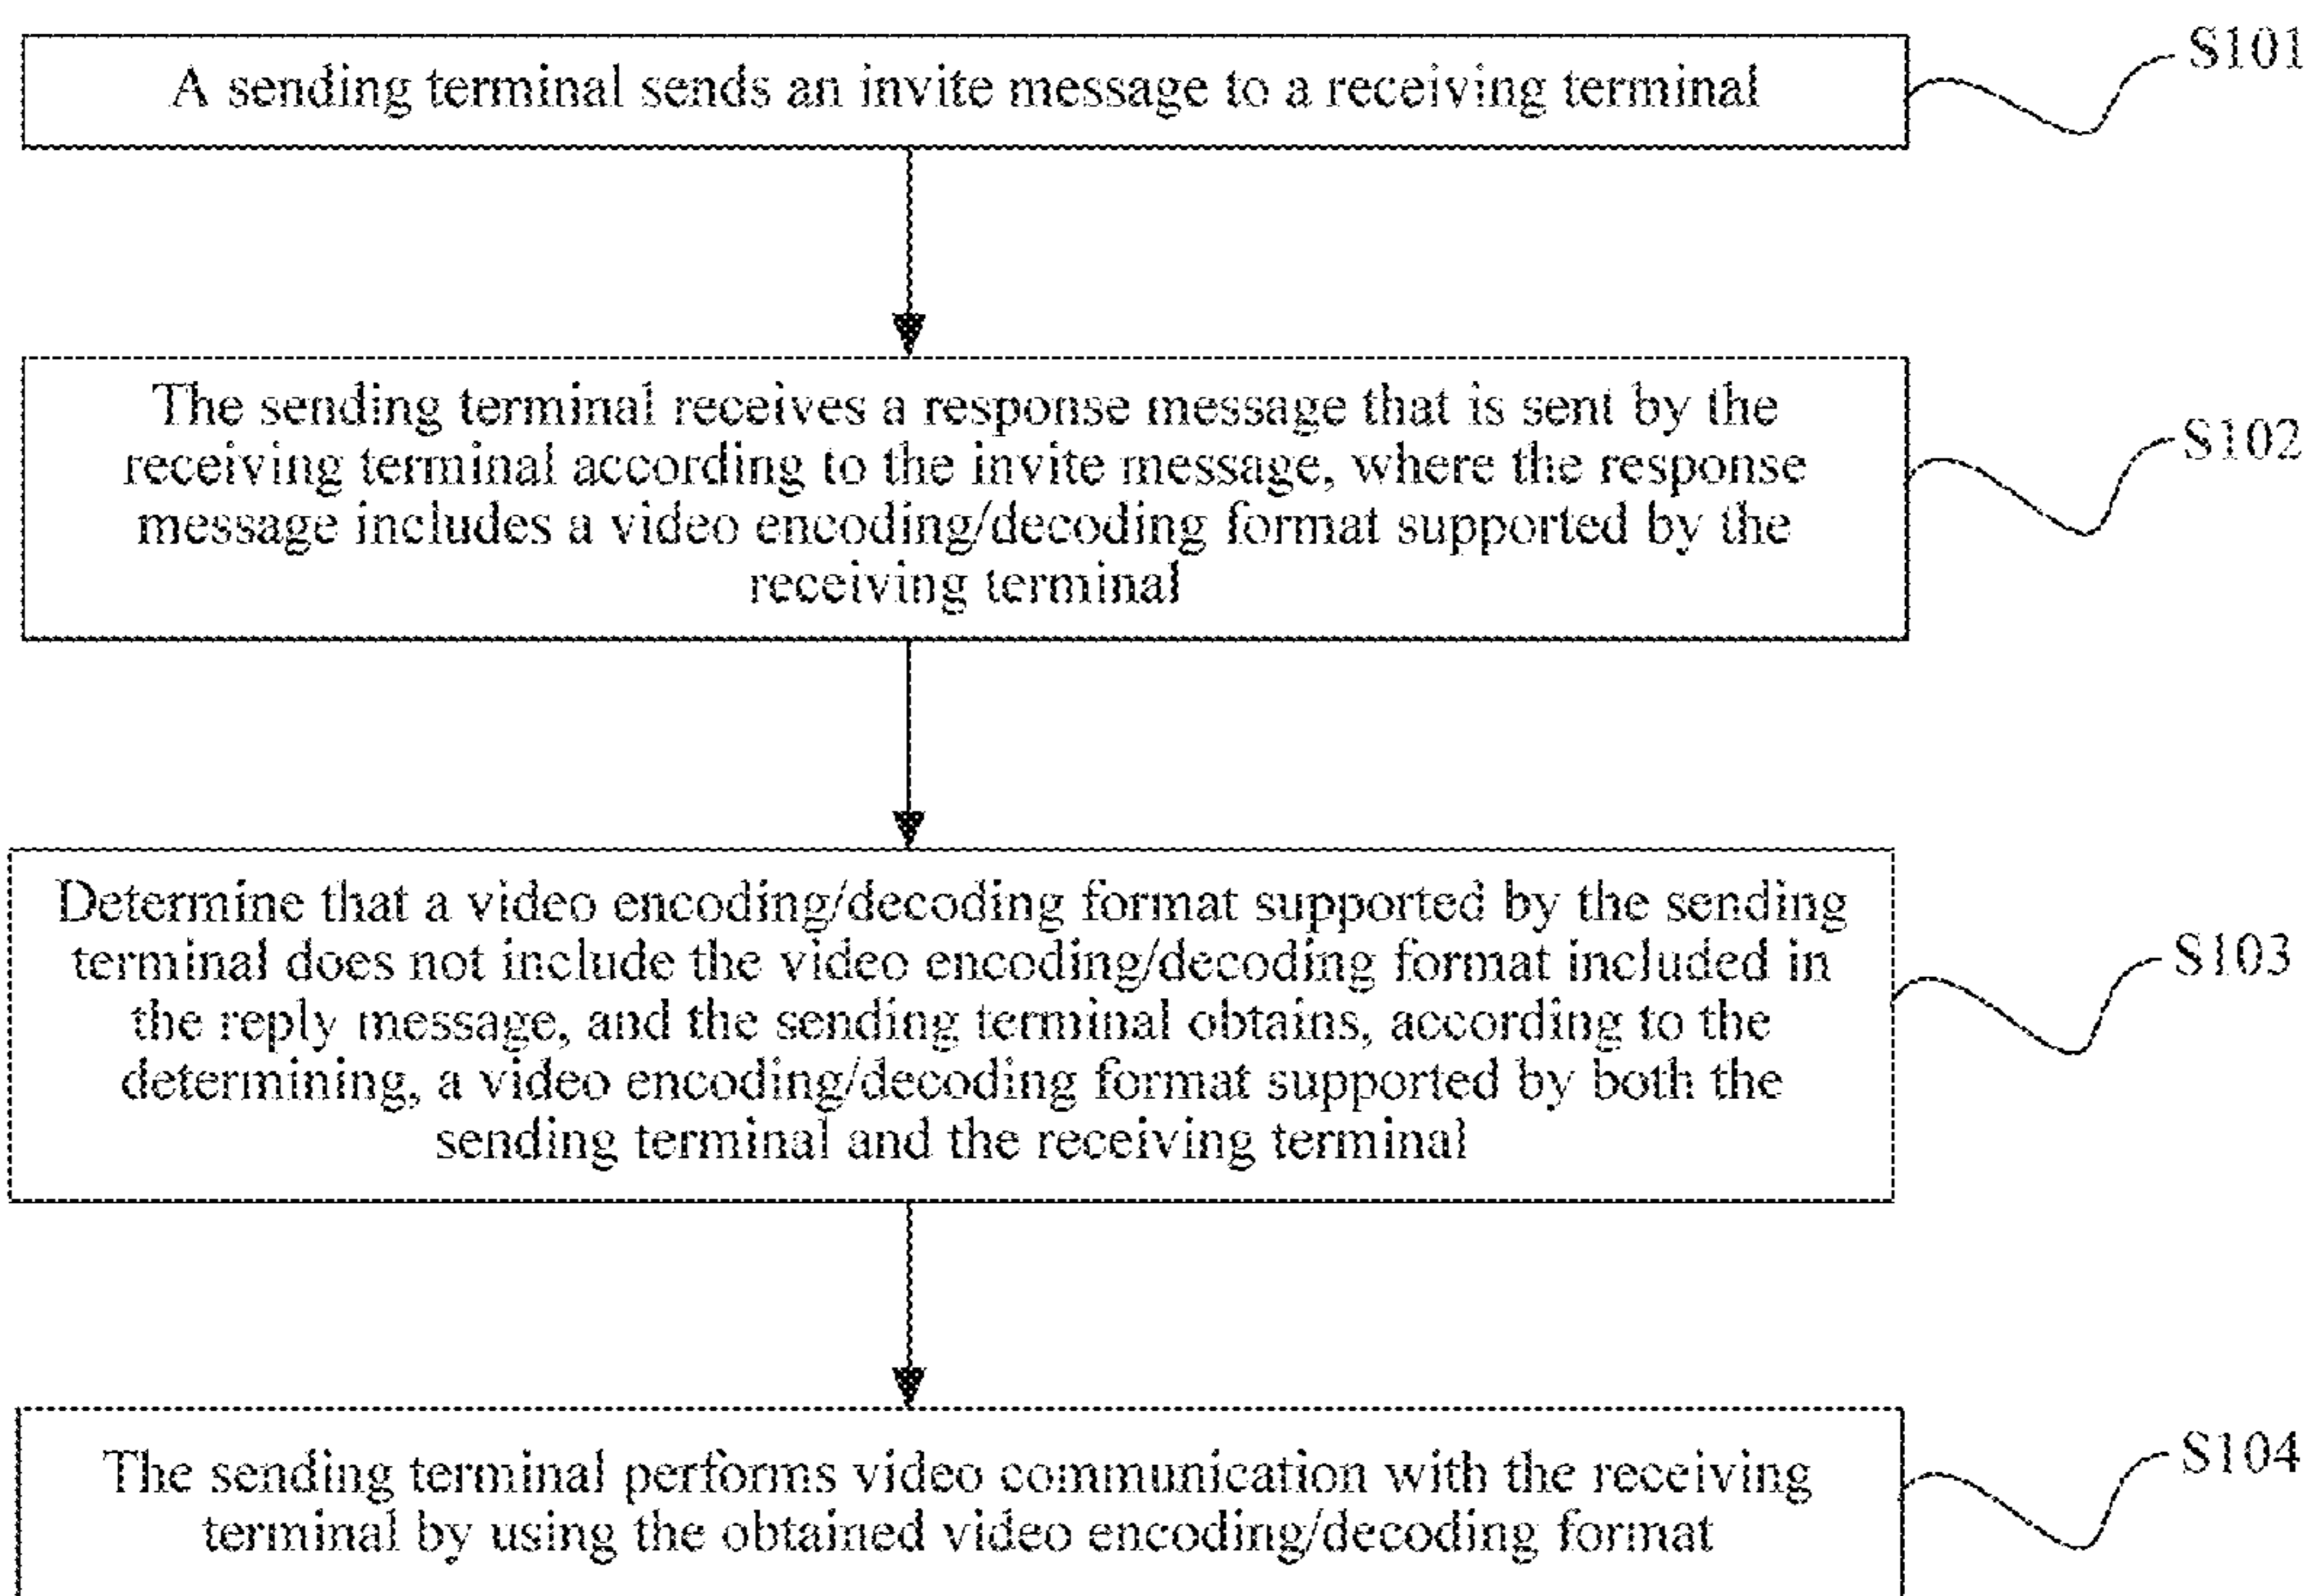 A sending terminal sends an invite message to a receiving terminal
S101
The sending terminal receives a response message that is sent by the
receiving terminal according to the invite message, where the response
message includes a video encoding/decoding format supported by the
receiving terminal
S102
Determine that a video encoding/decoding format supported by the sending
terminal does not include the video encoding/decoding format included in
the reply message, and the sending terminal obtains, according to the
determining, a video encoding/decoding format supported by both the
sending terminal and the receiving terminal
S103
The sending terminal performs video communication with the receiving
terminal by using the obtained video encoding/decoding format
S104